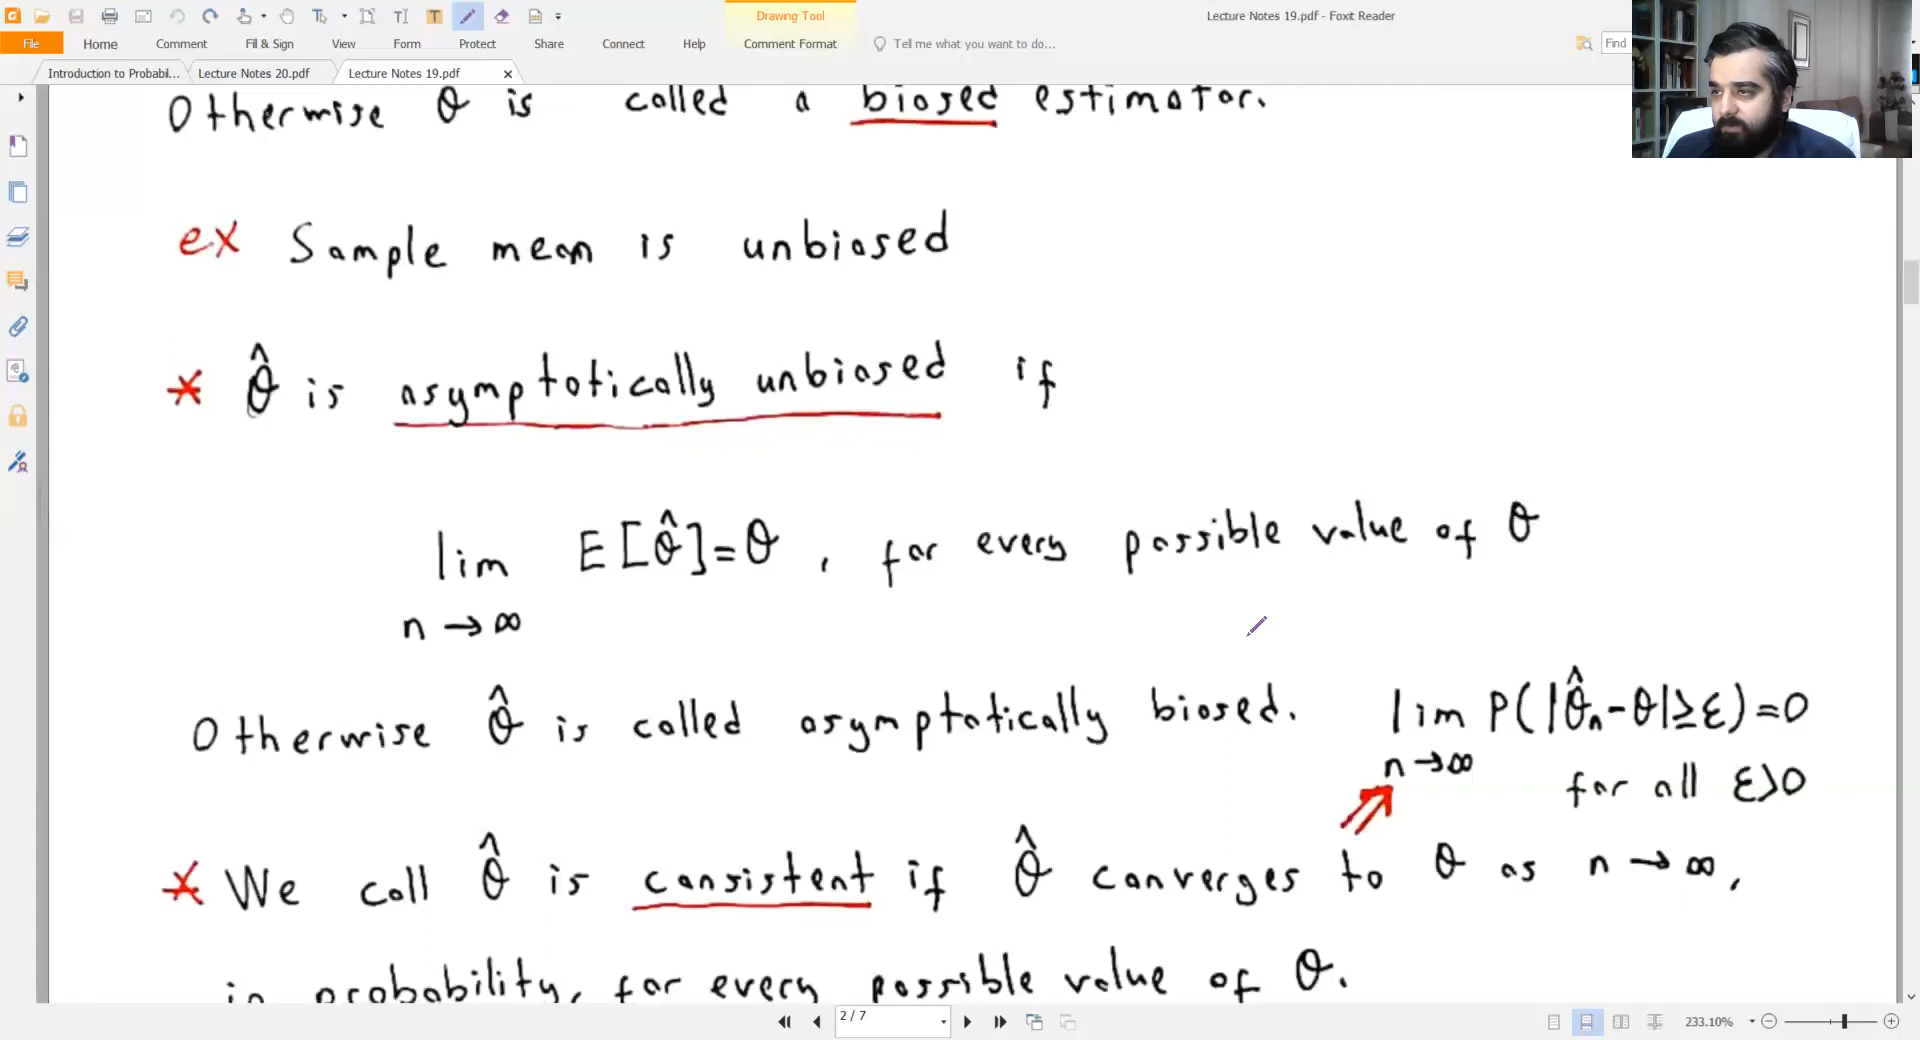 Lecture Notes 19.pdf - Foxit Reader
Drawing Tool
File Home Comment Fill & Sign View Form Protect Share Connect Help Comment Format Tell me what you want to do... Find
Introduction to Probabil... Lecture Notes 20.pdf Lecture Notes 19.pdf
Otherwise θ is called a biased estimator.
ex Sample mean is unbiased
* θ̂ is asymptotically unbiased if
lim E[θ̂]=θ , for every possible value of θ
n → ∞
Otherwise θ̂ is called asymptotically biased.
lim P(|θ̂n-θ|≥ε)=0
n→∞ for all ε>0
* We call θ̂ is consistent if θ̂ converges to θ as n → ∞,
in probability, for every possible value of θ.
2 / 7
233.10%